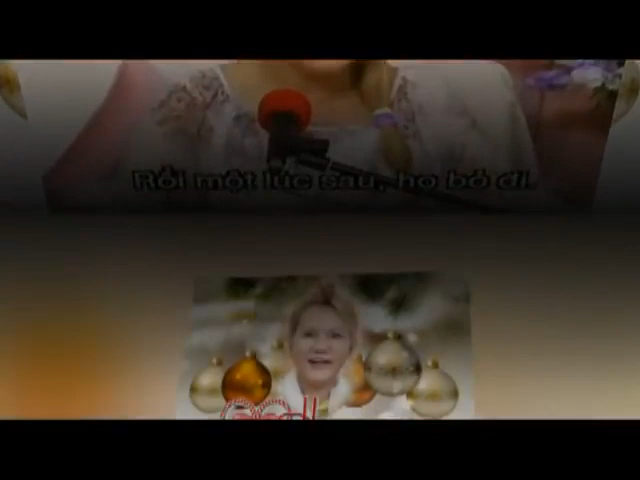 Rồi một lúc sau, họ bỏ đi.